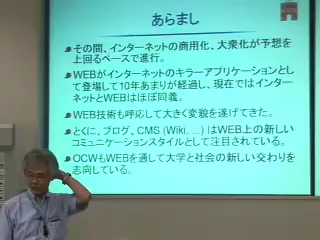 あらまし
その間、インターネットの商用化、大衆化が予想を
上回るペースで進行。
WEBがインターネットのキラーアプリケーションとし
て登場して10年あまりが経過し、現在ではインター
ネットとWEBはほぼ同義。
WEB技術も呼応して大きく変貌を遂げてきた。
とくに、ブログ、CMS (Wiki, ...) はWEB上の新しい
コミュニケーションスタイルとして注目されている。
OCWもWEBを通して大学と社会の新しい交わりを
志向している。